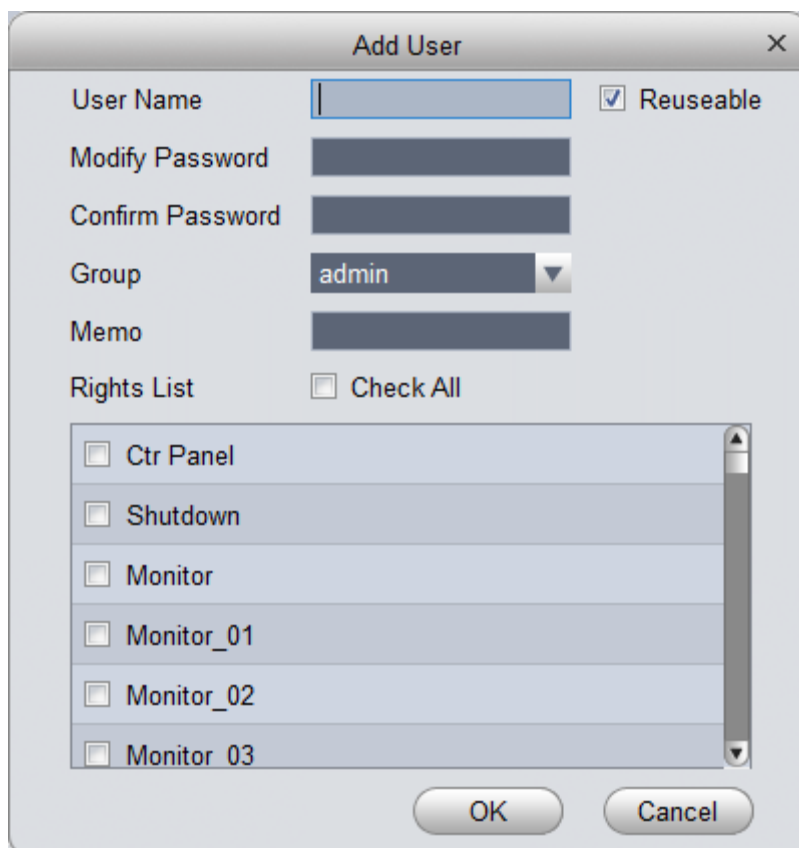 Add User
User Name Reuseable
Modify Password
Confirm Password
Group admin
Memo
Rights List Check All
Ctr Panel
Shutdown
Monitor
Monitor_01
Monitor_02
Monitor_03
OK Cancel